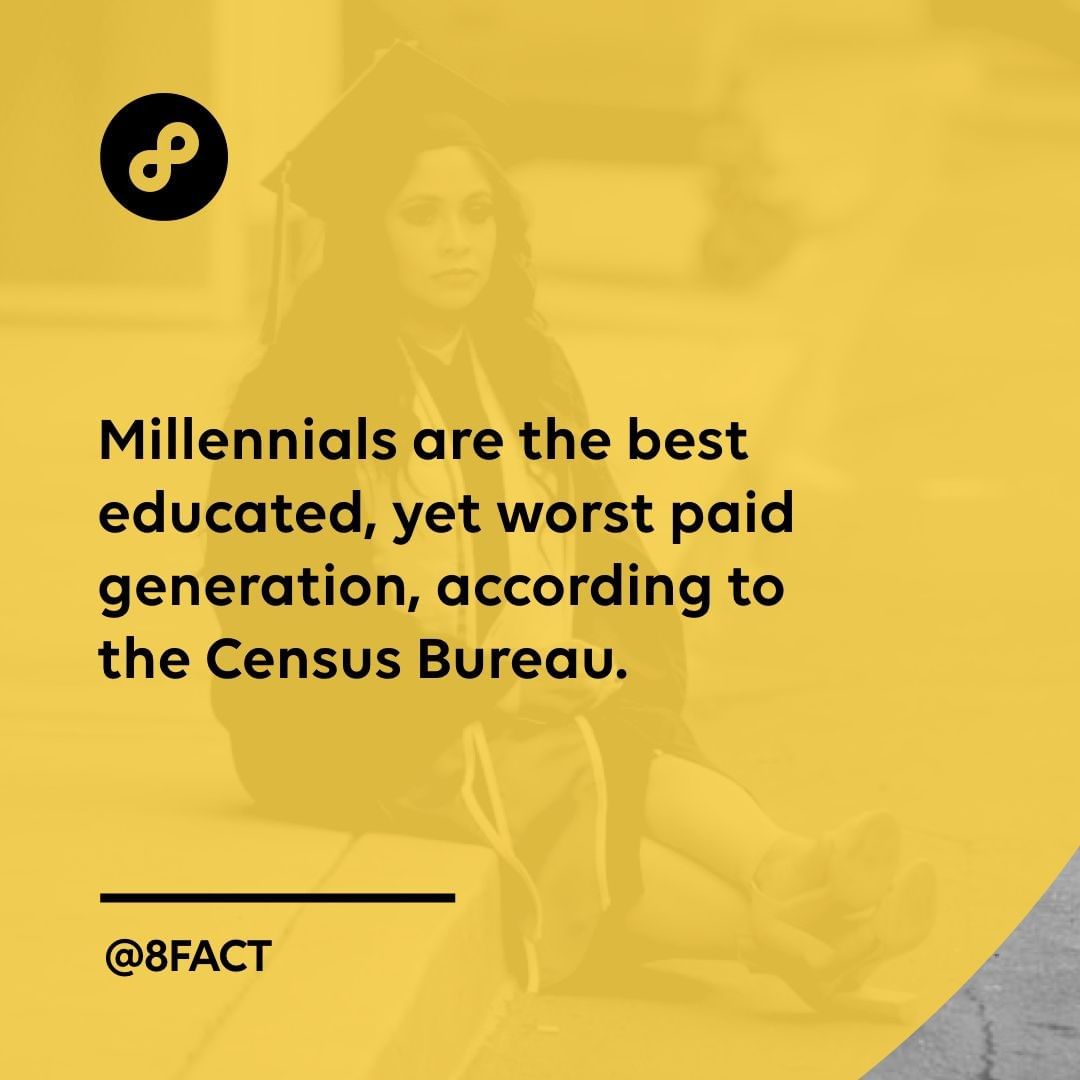 Millennials are the best
educated, yet worst paid
generation, according to
the Census Bureau.
@8FACT